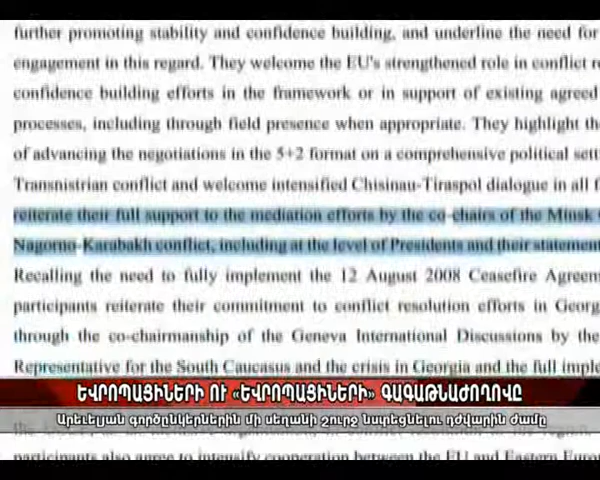 further promoting stability and confidence building, and underline the need for
engagement in this regard. They welcome the EU's strengthened role in conflict
confidence building efforts in the framework or in support of existing agreed
processes, including through field presence when appropriate. They highlight
of advancing the negotiations in the 5+2 format on a comprehensive political
Transnistrian conflict and welcome intensified Chisinau-Tiraspol dialogue in all
reiterate their full support to the mediation efforts by the co-chairs of the Minsk
Nagorno-Karabakh conflict, including at the level of Presidents and their statement
Recalling the need to fully implement the 12 August 2008 Ceasefire
participants reiterate their commitment to conflict resolution efforts in
through the co-chairmanship of the Geneva International Discussions by the
Representative for the South Caucasus and the crisis in Georgia and the full
ԵՎՐՈՊԱՑԻՆԵՐԻ ՈՒ «ԵՎՐՈՊԱՑԻՆԵՐԻ» ԳԱԳԱԹՆԱԺՈՂՈՎԸ
Արեւելյան գործընկերներին մի սեղանի շուրջ նստեցնելու դժվարին ժամը
participants also agree to intensify cooperation between the EU and Eastern